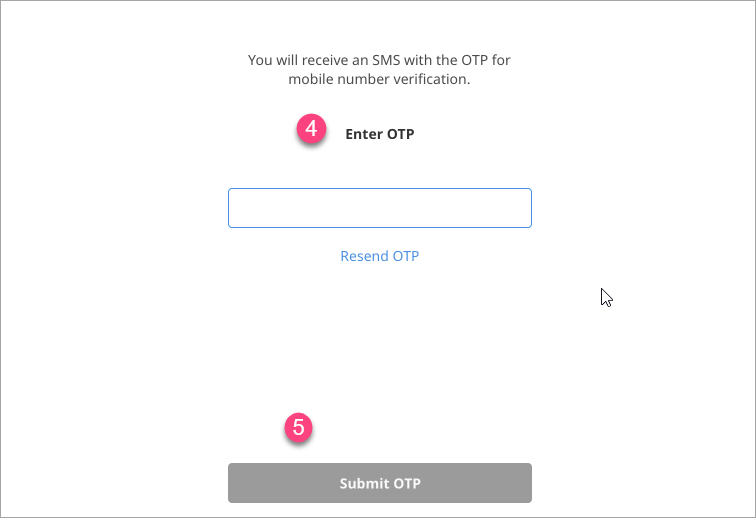 You will receive an SMS with the OTP for
mobile number verification.
4
Enter OTP
Resend OTP
5
Submit OTP